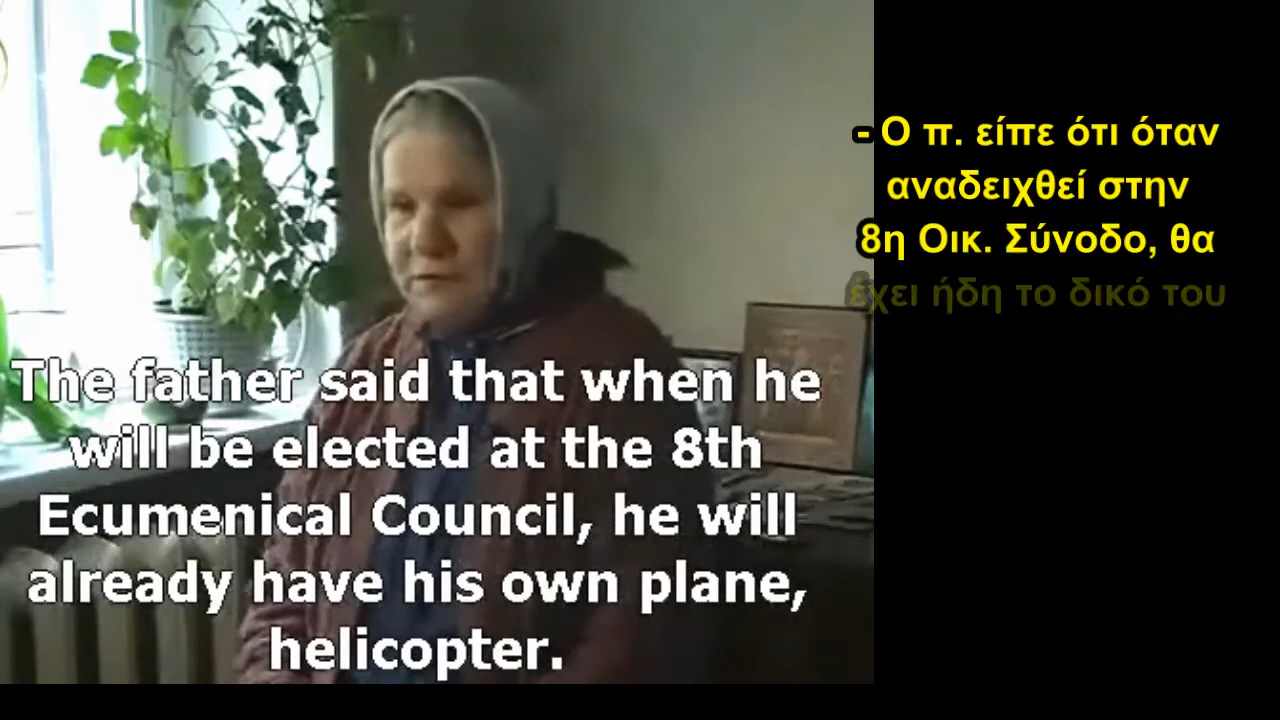 The father said that when he
will be elected at the 8th
Ecumenical Council, he will
already have his own plane,
helicopter.
- Ο π. είπε ότι όταν
αναδειχθεί στην
8η Οικ. Σύνοδο, θα
έχει ήδη το δικό του